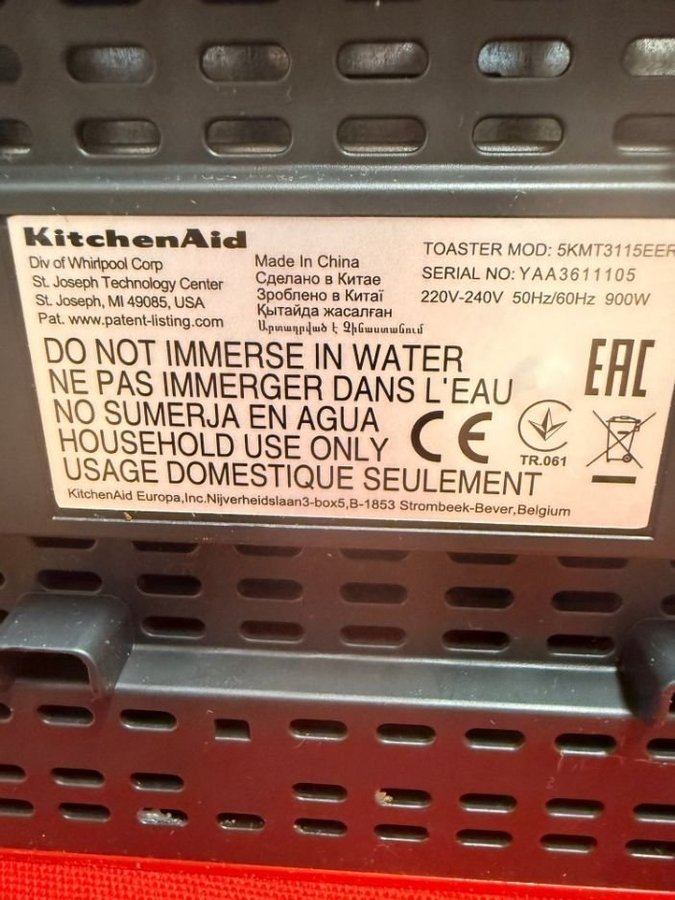 KitchenAid
Div of Whirlpool Corp
St. Joseph Technology Center
St. Joseph, MI 49085, USA
Pat. www.patent-listing.com
Made In China
Сделано в Китае
Зроблено в Китаї
Қытайда жасалған
Արտադրված է Չինաստանում
TOASTER MOD: 5KMT3115EER
SERIAL NO: YAA3611105
220V-240V 50Hz/60Hz 900W
DO NOT IMMERSE IN WATER
NE PAS IMMERGER DANS L'EAU
NO SUMERJA EN AGUA
HOUSEHOLD USE ONLY
USAGE DOMESTIQUE SEULEMENT
CE
TR.061
EAC
KitchenAid Europa,Inc.Nijverheidslaan3-box5,B-1853 Strombeek-Bever,Belgium